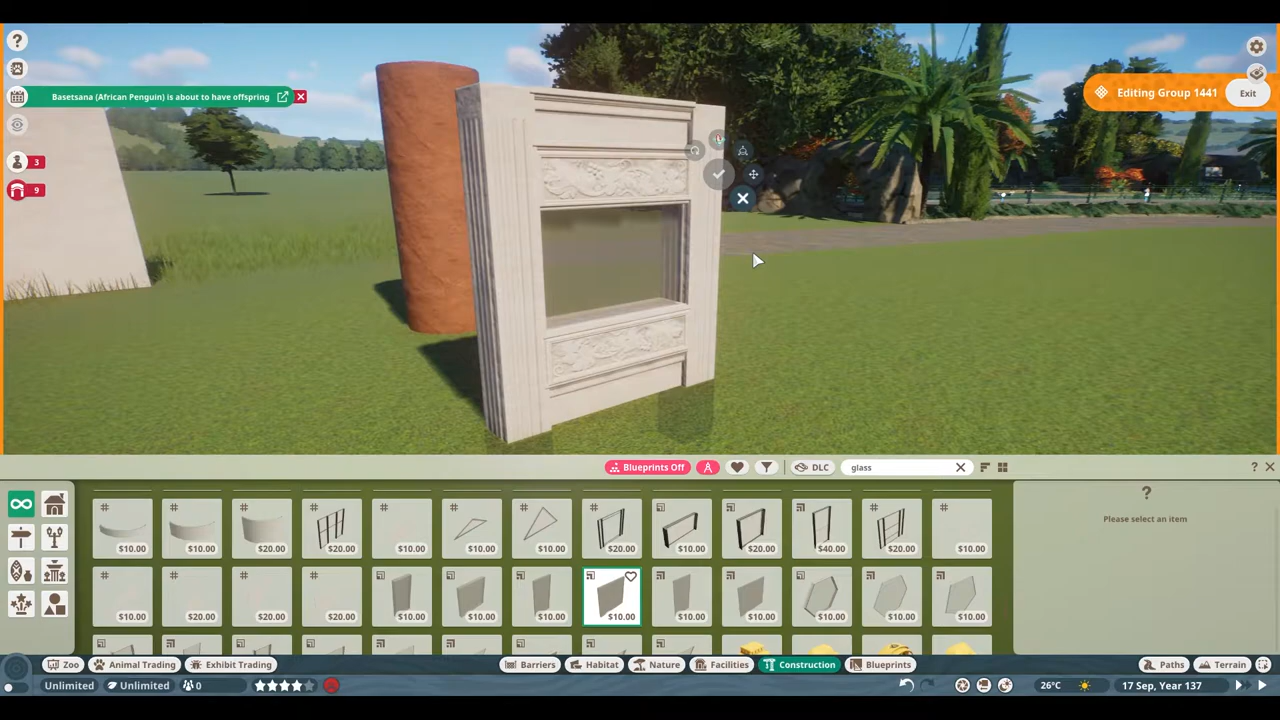 Basetsana (African Penguin) is about to have offspring
Editing Group 1441
Exit
3
9
Blueprints Off
DLC
glass
?
Please select an item
$10.00 $10.00 $20.00 $20.00 $10.00 $10.00 $10.00 $20.00 $10.00 $20.00 $40.00 $20.00 $10.00
$10.00 $20.00 $20.00 $20.00 $10.00 $10.00 $10.00 $10.00 $10.00 $10.00 $10.00 $10.00 $10.00
Zoo Animal Trading Exhibit Trading Barriers Habitat Nature Facilities Construction Blueprints Paths Terrain
Unlimited Unlimited 0 26°C 17 Sep, Year 137